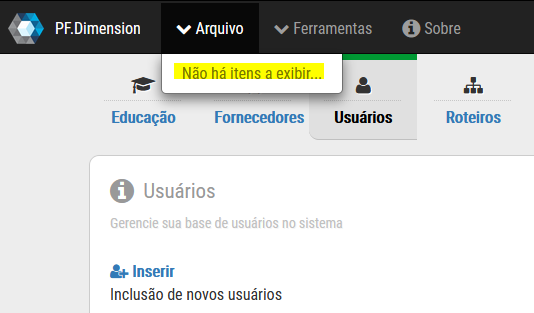 PF.Dimension Arquivo Ferramentas Sobre
Não há itens a exibir...
Educação Fornecedores Usuários Roteiros
Usuários
Gerencie sua base de usuários no sistema
Inserir
Inclusão de novos usuários